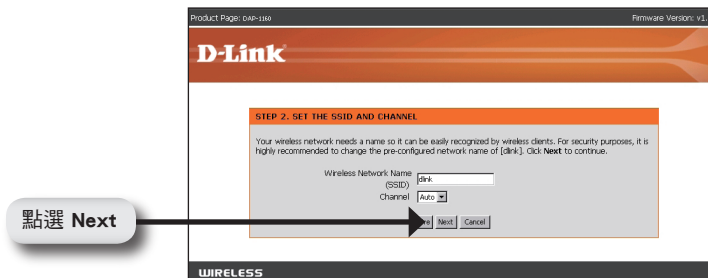 Product Page: DAP-1160 Firmware Version: v1.
D-Link
STEP 2. SET THE SSID AND CHANNEL
Your wireless network needs a name so it can be easily recognized by wireless clients. For security purposes, it is
highly recommended to change the pre-configured network name of [dlink]. Click Next to continue.
Wireless Network Name
(SSID) dlink
Channel Auto
點選 Next
Next Cancel
WIRELESS